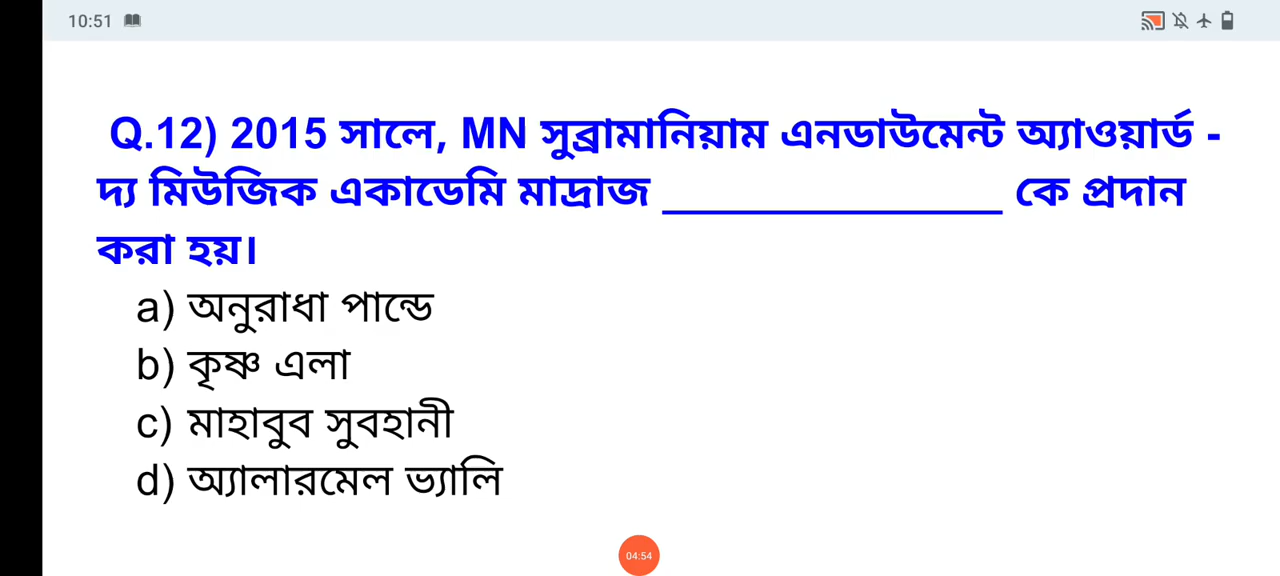 10:51
Q.12) 2015 সালে, MN সুব্রামানিয়াম এনডাউমেন্ট অ্যাওয়ার্ড -
দ্য মিউজিক একাডেমি মাদ্রাজ ______________ কে প্রদান
করা হয়।
a) অনুরাধা পান্ডে
b) কৃষ্ণ এলা
c) মাহাবুব সুবহানী
d) অ্যালারমেল ভ্যালি
04:54